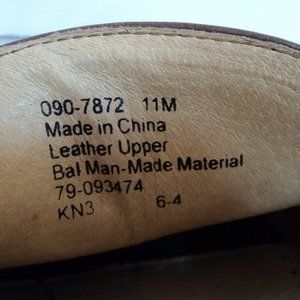 090-7872 11M
Made in China
Leather Upper
Bal Man-Made Material
79-093474
KN3 6-4